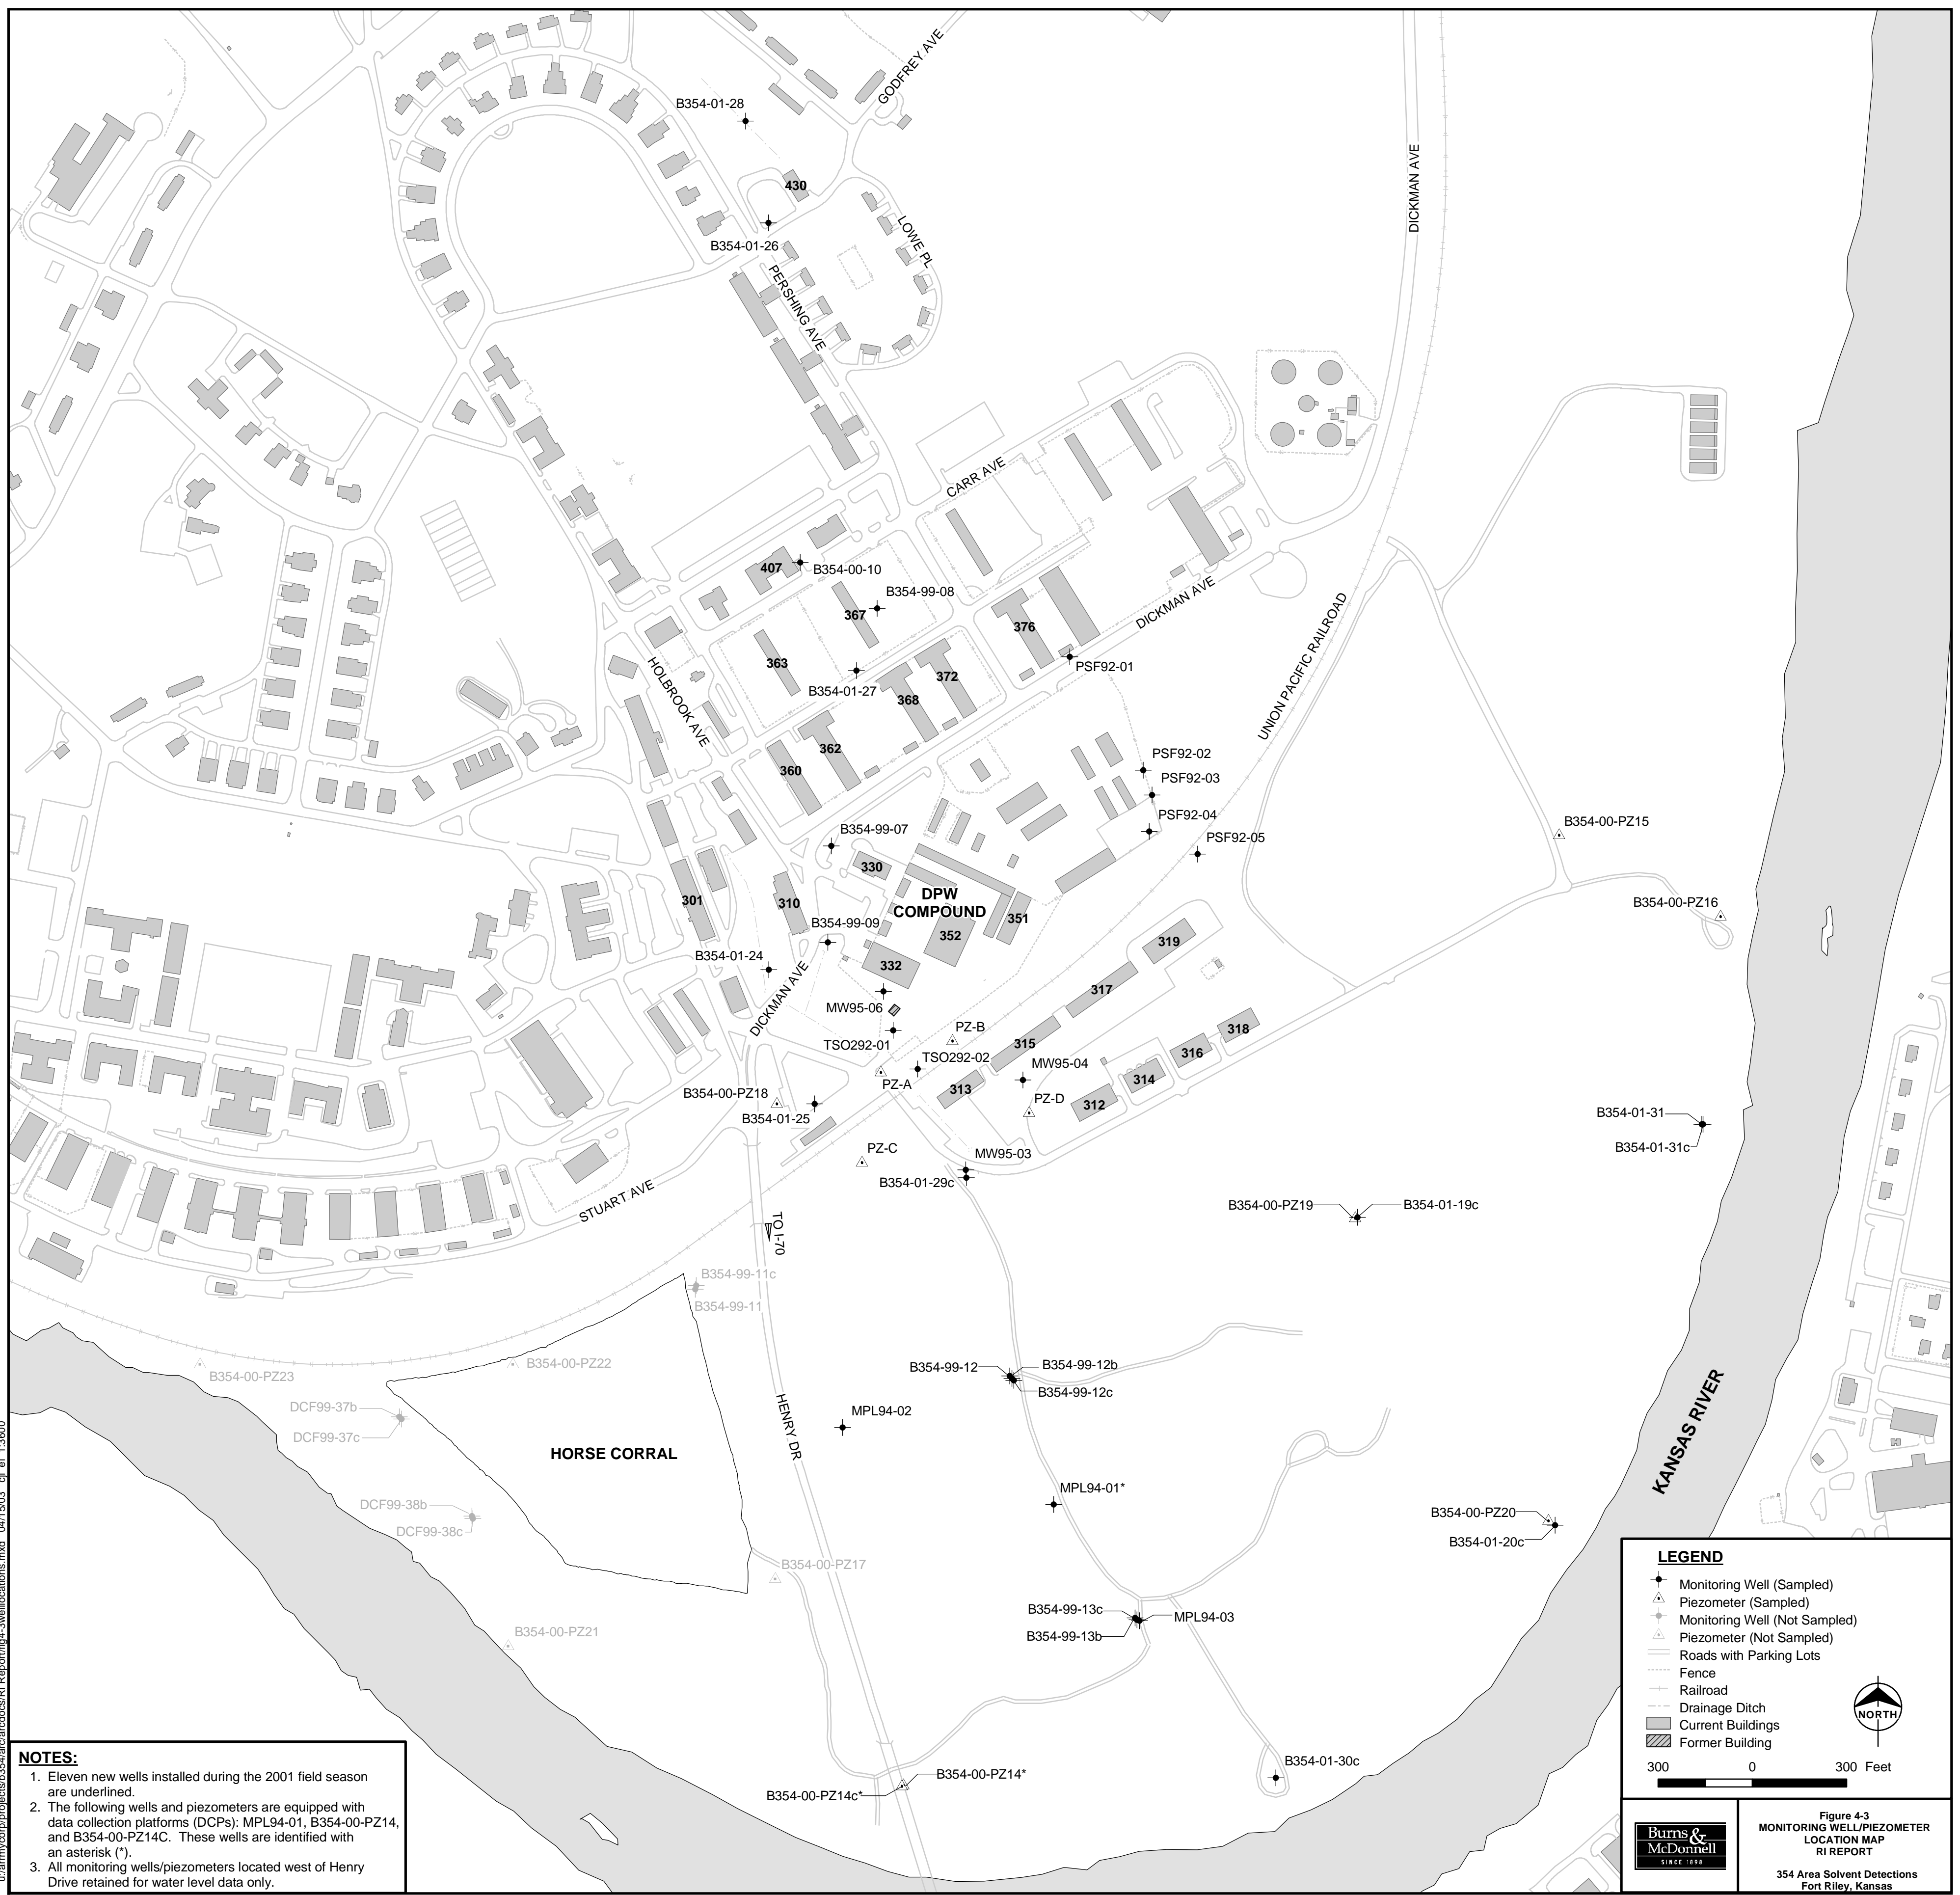 GODFREY AVE
B354-01-28
DICKMAN AVE
430
LOWE PL
B354-01-26
PERSHING AVE
CARR AVE
407
B354-00-10
B354-99-08
367
DICKMAN AVE
UNION PACIFIC RAILROAD
376
363
HOLBROOK AVE
PSF92-01
372
B354-01-27
368
362
360
PSF92-02
PSF92-03
PSF92-04
B354-00-PZ15
B354-99-07
PSF92-05
330
DPW
COMPOUND
301
310
351
B354-00-PZ16
B354-99-09
352
319
B354-01-24
332
DICKMAN AVE
317
MW95-06
PZ-B
318
TSO292-01
315
316
TSO292-02
MW95-04
PZ-A
313
314
B354-00-PZ18
PZ-D
312
B354-01-25
B354-01-31
B354-01-31c
PZ-C
MW95-03
B354-01-29c
STUART AVE
B354-00-PZ19
B354-01-19c
TO I-70
B354-99-11c
B354-99-11
B354-00-PZ22
B354-00-PZ23
B354-99-12
B354-99-12b
B354-99-12c
DCF99-37b
DCF99-37c
MPL94-02
HENRY DR
KANSAS RIVER
HORSE CORRAL
MPL94-01*
DCF99-38b
DCF99-38c
B354-00-PZ20
B354-01-20c
B354-00-PZ17
B354-99-13c
MPL94-03
B354-99-13b
B354-00-PZ21
B354-01-30c
B354-00-PZ14*
B354-00-PZ14c*
LEGEND
Monitoring Well (Sampled)
Piezometer (Sampled)
Monitoring Well (Not Sampled)
Piezometer (Not Sampled)
Roads with Parking Lots
Fence
Railroad
Drainage Ditch
Current Buildings
Former Building
NORTH
300 0 300 Feet
NOTES:
1. Eleven new wells installed during the 2001 field season
are underlined.
2. The following wells and piezometers are equipped with
data collection platforms (DCPs): MPL94-01, B354-00-PZ14,
and B354-00-PZ14C. These wells are identified with
an asterisk (*).
3. All monitoring wells/piezometers located west of Henry
Drive retained for water level data only.
Burns &
McDonnell
SINCE 1898
Figure 4-3
MONITORING WELL/PIEZOMETER
LOCATION MAP
RI REPORT
354 Area Solvent Detections
Fort Riley, Kansas